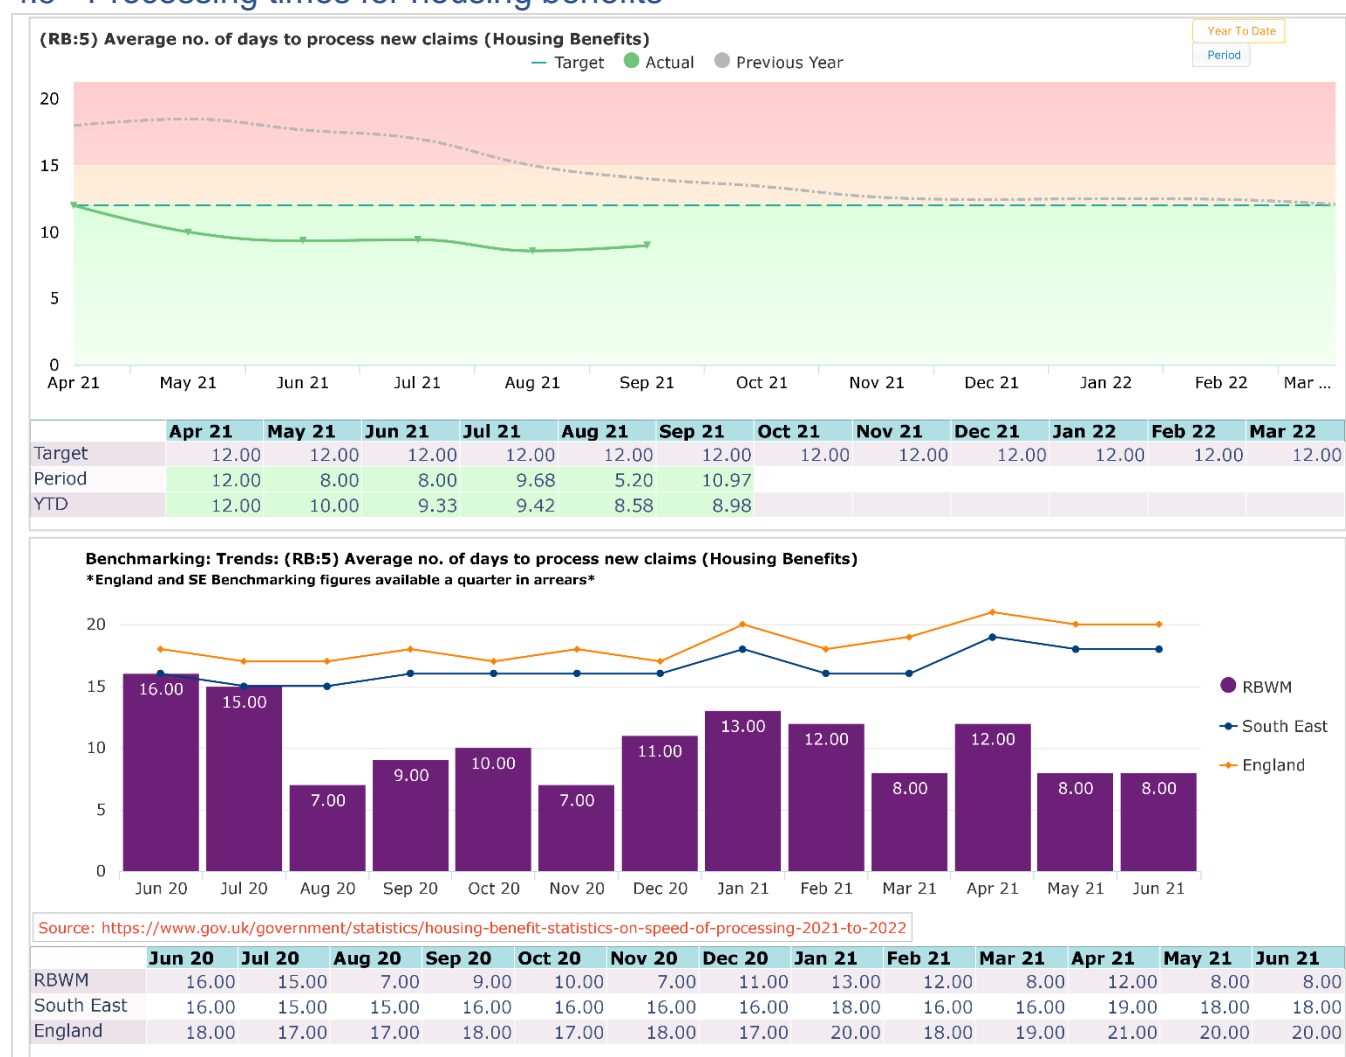 4.6 Processing times for housing benefits
(RB:5) Average no. of days to process new claims (Housing Benefits)
Year To Date
Period
Target Actual Previous Year
20
15
10
5
0
Apr 21 May 21 Jun 21 Jul 21 Aug 21 Sep 21 Oct 21 Nov 21 Dec 21 Jan 22 Feb 22 Mar ...
Apr 21 May 21 Jun 21 Jul 21 Aug 21 Sep 21 Oct 21 Nov 21 Dec 21 Jan 22 Feb 22 Mar 22
Target 12.00 12.00 12.00 12.00 12.00 12.00 12.00 12.00 12.00 12.00 12.00 12.00
Period 12.00 8.00 8.00 9.68 5.20 10.97
YTD 12.00 10.00 9.33 9.42 8.58 8.98
Benchmarking: Trends: (RB:5) Average no. of days to process new claims (Housing Benefits)
*England and SE Benchmarking figures available a quarter in arrears*
20
15
10
5
0
16.00 15.00 7.00 9.00 10.00 7.00 11.00 13.00 12.00 8.00 12.00 8.00 8.00
RBWM
South East
England
Jun 20 Jul 20 Aug 20 Sep 20 Oct 20 Nov 20 Dec 20 Jan 21 Feb 21 Mar 21 Apr 21 May 21 Jun 21
Source: https://www.gov.uk/government/statistics/housing-benefit-statistics-on-speed-of-processing-2021-to-2022
Jun 20 Jul 20 Aug 20 Sep 20 Oct 20 Nov 20 Dec 20 Jan 21 Feb 21 Mar 21 Apr 21 May 21 Jun 21
RBWM 16.00 15.00 7.00 9.00 10.00 7.00 11.00 13.00 12.00 8.00 12.00 8.00 8.00
South East 16.00 15.00 15.00 16.00 16.00 16.00 16.00 18.00 16.00 16.00 19.00 18.00 18.00
England 18.00 17.00 17.00 18.00 17.00 18.00 17.00 20.00 18.00 19.00 21.00 20.00 20.00